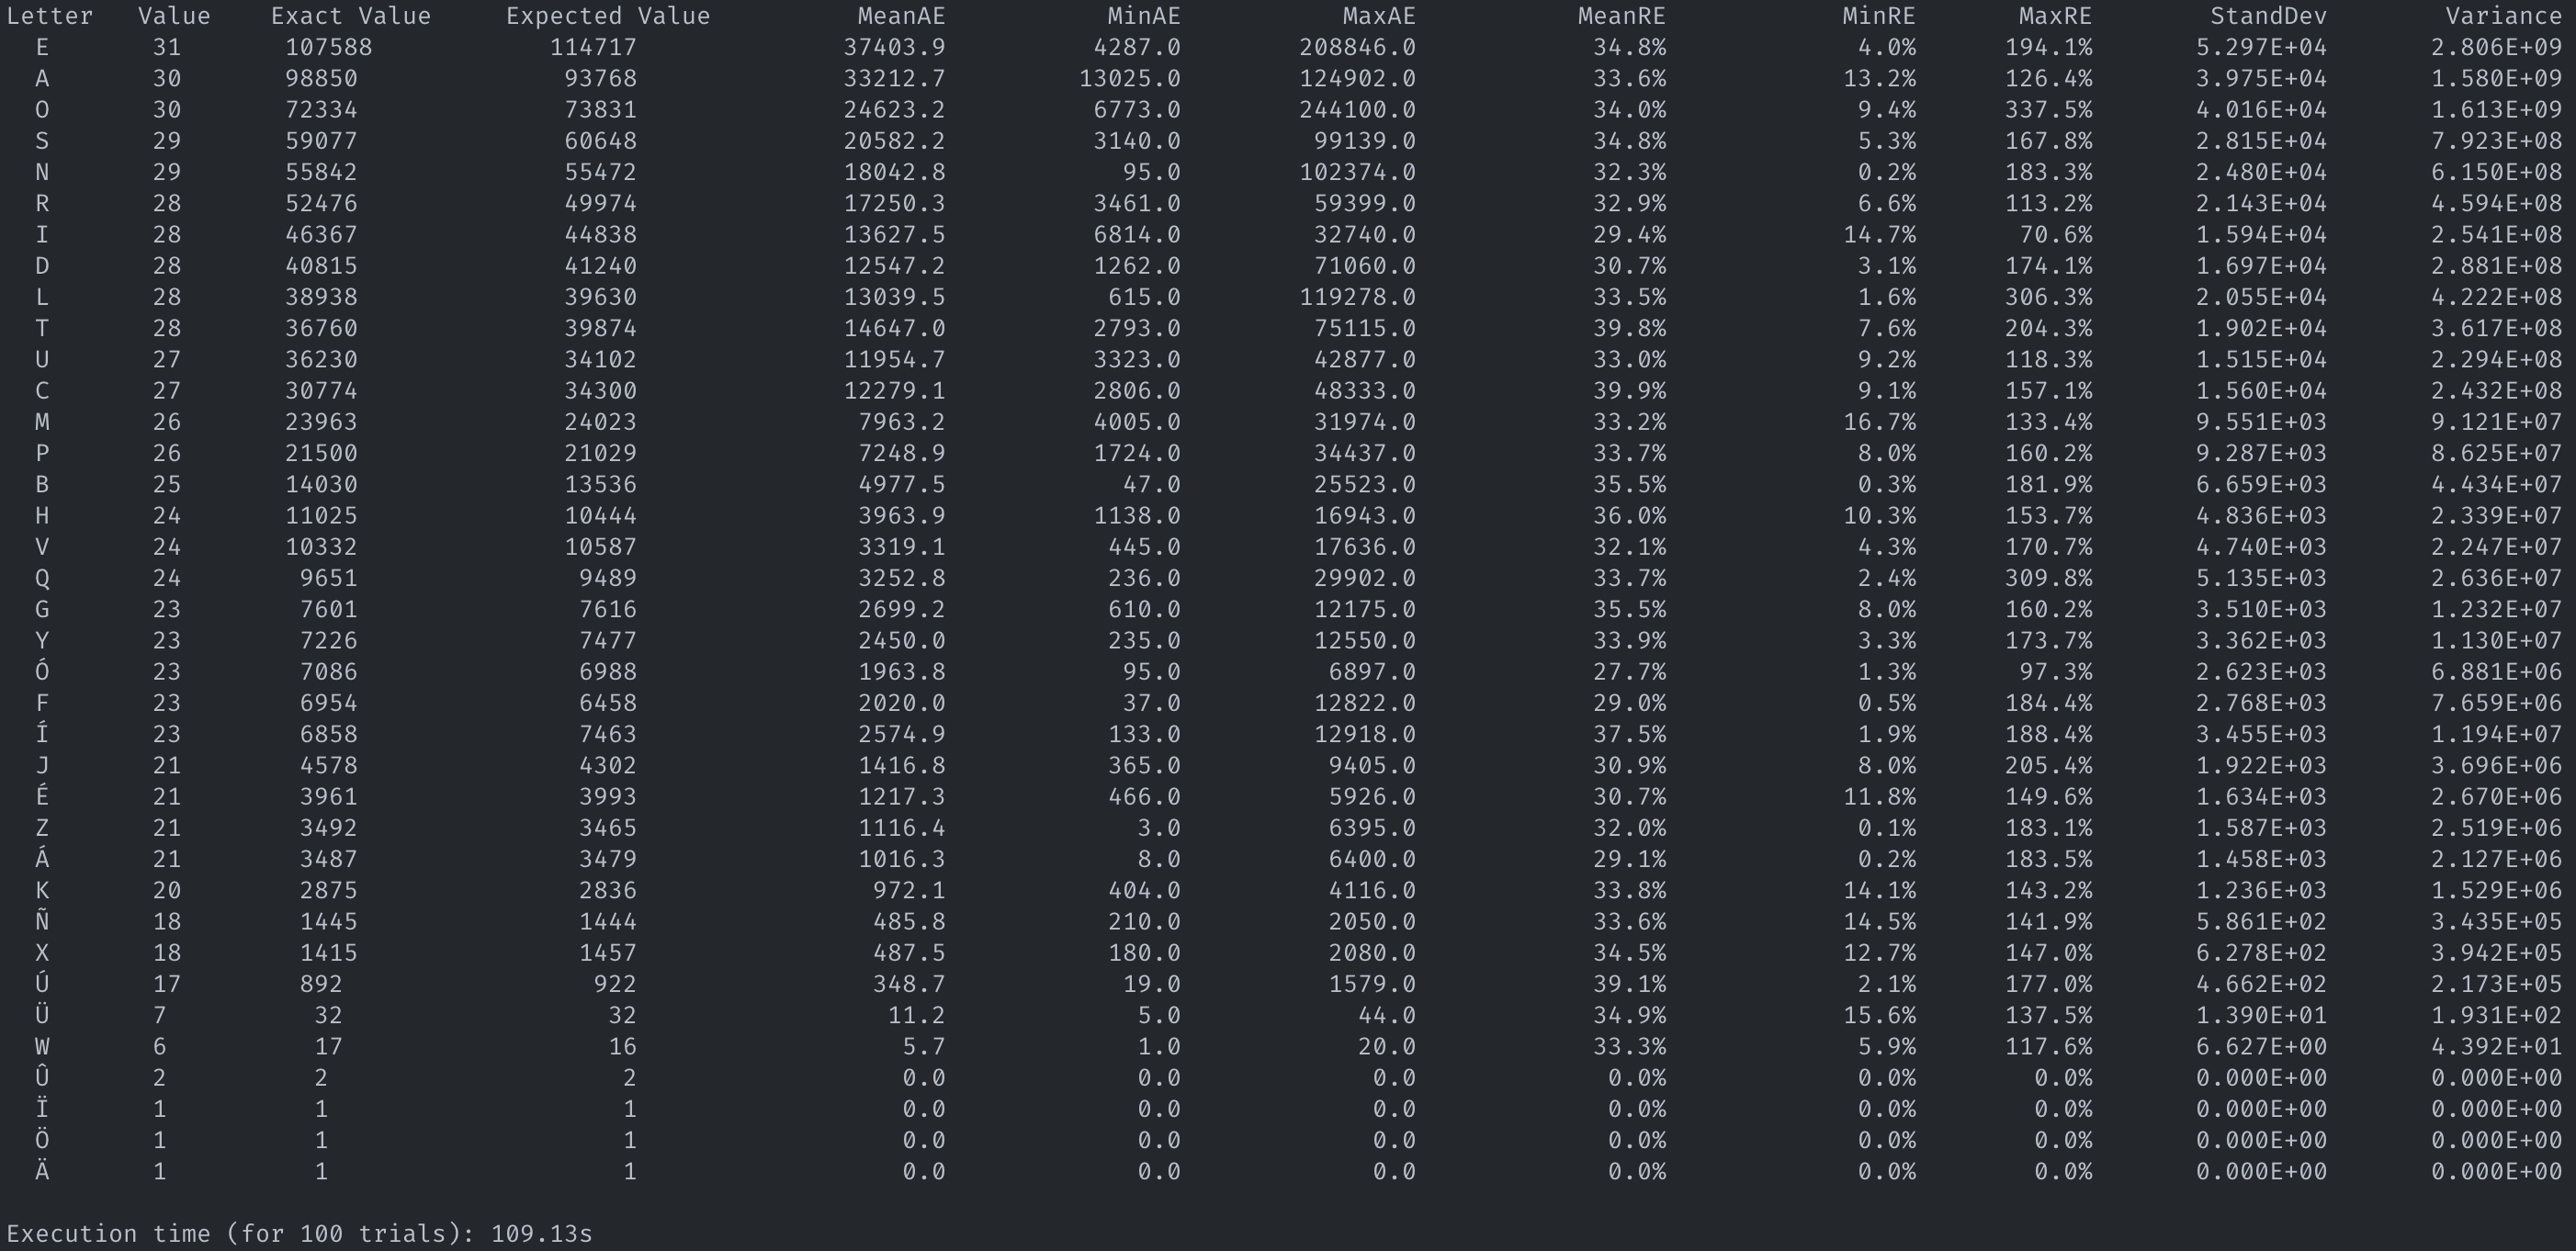 Letter Value Exact Value Expected Value MeanAE MinAE MaxAE MeanRE MinRE MaxRE StandDev Variance
E 31 107588 114717 37403.9 4287.0 208846.0 34.8% 4.0% 194.1% 5.297E+04 2.806E+09
A 30 98850 93768 33212.7 13025.0 124902.0 33.6% 13.2% 126.4% 3.975E+04 1.580E+09
O 30 72334 73831 24623.2 6773.0 244100.0 34.0% 9.4% 337.5% 4.016E+04 1.613E+09
S 29 59077 60648 20582.2 3140.0 99139.0 34.8% 5.3% 167.8% 2.815E+04 7.923E+08
N 29 55842 55472 18042.8 95.0 102374.0 32.3% 0.2% 183.3% 2.480E+04 6.150E+08
R 28 52476 49974 17250.3 3461.0 59399.0 32.9% 6.6% 113.2% 2.143E+04 4.594E+08
I 28 46367 44838 13627.5 6814.0 32740.0 29.4% 14.7% 70.6% 1.594E+04 2.541E+08
D 28 40815 41240 12547.2 1262.0 71060.0 30.7% 3.1% 174.1% 1.697E+04 2.881E+08
L 28 38938 39630 13039.5 615.0 119278.0 33.5% 1.6% 306.3% 2.055E+04 4.222E+08
T 28 36760 39874 14647.0 2793.0 75115.0 39.8% 7.6% 204.3% 1.902E+04 3.617E+08
U 27 36230 34102 11954.7 3323.0 42877.0 33.0% 9.2% 118.3% 1.515E+04 2.294E+08
C 27 30774 34300 12279.1 2806.0 48333.0 39.9% 9.1% 157.1% 1.560E+04 2.432E+08
M 26 23963 24023 7963.2 4005.0 31974.0 33.2% 16.7% 133.4% 9.551E+03 9.121E+07
P 26 21500 21029 7248.9 1724.0 34437.0 33.7% 8.0% 160.2% 9.287E+03 8.625E+07
B 25 14030 13536 4977.5 47.0 25523.0 35.5% 0.3% 181.9% 6.659E+03 4.434E+07
H 24 11025 10444 3963.9 1138.0 16943.0 36.0% 10.3% 153.7% 4.836E+03 2.339E+07
V 24 10332 10587 3319.1 445.0 17636.0 32.1% 4.3% 170.7% 4.740E+03 2.247E+07
Q 24 9651 9489 3252.8 236.0 29902.0 33.7% 2.4% 309.8% 5.135E+03 2.636E+07
G 23 7601 7616 2699.2 610.0 12175.0 35.5% 8.0% 160.2% 3.510E+03 1.232E+07
Y 23 7226 7477 2450.0 235.0 12550.0 33.9% 3.3% 173.7% 3.362E+03 1.130E+07
Ó 23 7086 6988 1963.8 95.0 6897.0 27.7% 1.3% 97.3% 2.623E+03 6.881E+06
F 23 6954 6458 2020.0 37.0 12822.0 29.0% 0.5% 184.4% 2.768E+03 7.659E+06
Í 23 6858 7463 2574.9 133.0 12918.0 37.5% 1.9% 188.4% 3.455E+03 1.194E+07
J 21 4578 4302 1416.8 365.0 9405.0 30.9% 8.0% 205.4% 1.922E+03 3.696E+06
É 21 3961 3993 1217.3 466.0 5926.0 30.7% 11.8% 149.6% 1.634E+03 2.670E+06
Z 21 3492 3465 1116.4 3.0 6395.0 32.0% 0.1% 183.1% 1.587E+03 2.519E+06
Á 21 3487 3479 1016.3 8.0 6400.0 29.1% 0.2% 183.5% 1.458E+03 2.127E+06
K 20 2875 2836 972.1 404.0 4116.0 33.8% 14.1% 143.2% 1.236E+03 1.529E+06
Ñ 18 1445 1444 485.8 210.0 2050.0 33.6% 14.5% 141.9% 5.861E+02 3.435E+05
X 18 1415 1457 487.5 180.0 2080.0 34.5% 12.7% 147.0% 6.278E+02 3.942E+05
Ú 17 892 922 348.7 19.0 1579.0 39.1% 2.1% 177.0% 4.662E+02 2.173E+05
Ü 7 32 32 11.2 5.0 44.0 34.9% 15.6% 137.5% 1.390E+01 1.931E+02
W 6 17 16 5.7 1.0 20.0 33.3% 5.9% 117.6% 6.627E+00 4.392E+01
Û 2 2 2 0.0 0.0 0.0 0.0% 0.0% 0.0% 0.000E+00 0.000E+00
Ï 1 1 1 0.0 0.0 0.0 0.0% 0.0% 0.0% 0.000E+00 0.000E+00
Ö 1 1 1 0.0 0.0 0.0 0.0% 0.0% 0.0% 0.000E+00 0.000E+00
Ä 1 1 1 0.0 0.0 0.0 0.0% 0.0% 0.0% 0.000E+00 0.000E+00
Execution time (for 100 trials): 109.13s